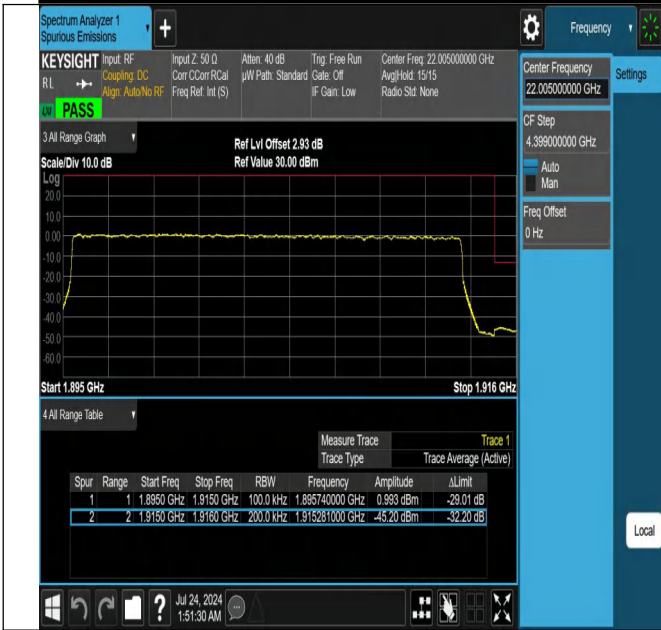 Spectrum Analyzer 1
Spurious Emissions
Frequency
KEYSIGHT
RL
Input: RF
Coupling: DC
Align: Auto/No RF
Input Z: 50 Ω
Corr CCorr RCal
Freq Ref: Int (S)
Atten: 40 dB
µW Path: Standard
Trig: Free Run
Gate: Off
IF Gain: Low
Center Freq: 22.005000000 GHz
Avg|Hold: 15/15
Radio Std: None
LXI
PASS
Center Frequency
22.005000000 GHz
Settings
CF Step
4.399000000 GHz
Auto
Man
Freq Offset
0 Hz
3 All Range Graph
Scale/Div 10.0 dB
Ref Lvl Offset 2.93 dB
Ref Value 30.00 dBm
Log
20.0
10.0
0.00
-10.0
-20.0
-30.0
-40.0
-50.0
-60.0
Start 1.895 GHz
Stop 1.916 GHz
4 All Range Table
Measure Trace Trace 1
Trace Type Trace Average (Active)
Spur Range Start Freq Stop Freq RBW Frequency Amplitude ΔLimit
1 1 1.8950 GHz 1.9150 GHz 100.0 kHz 1.895740000 GHz 0.993 dBm -29.01 dB
2 2 1.9150 GHz 1.9160 GHz 200.0 kHz 1.915281000 GHz -45.20 dBm -32.20 dB
Local
?
Jul 24, 2024
1:51:30 AM